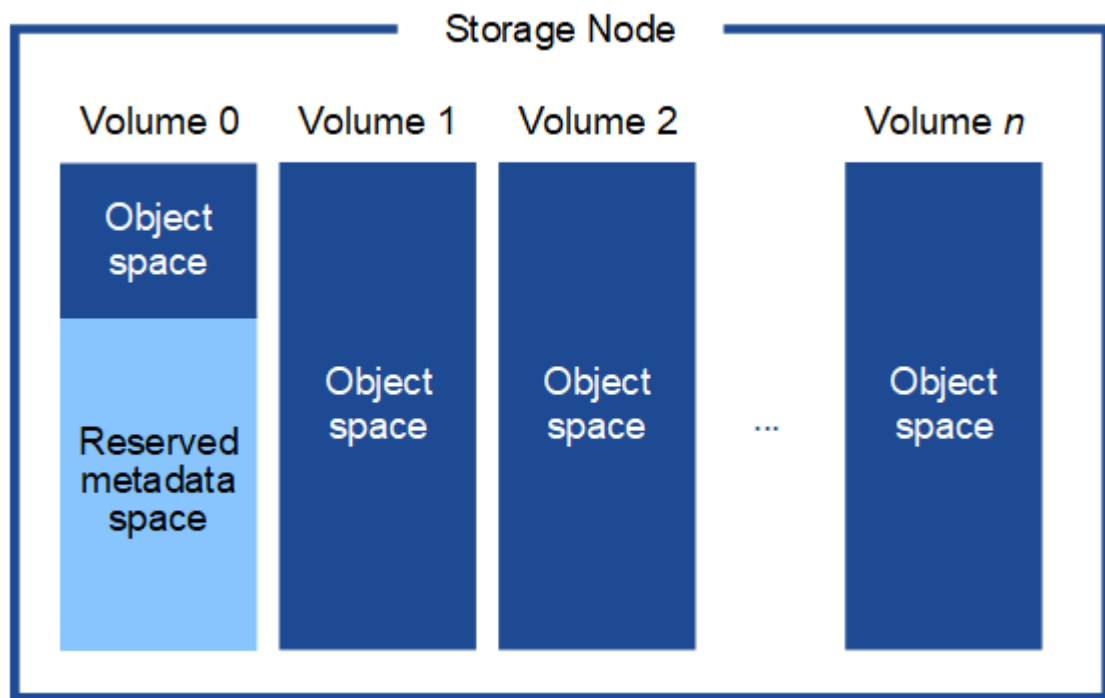 Storage Node
Volume 0
Volume 1
Volume 2
Volume n
Object
space
Reserved
metadata
space
Object
space
Object
space
...
Object
space